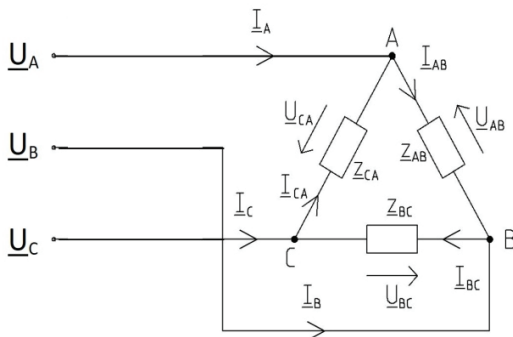 I_A
A
U_A
I_AB
U_CA
U_AB
Z_CA
Z_AB
U_B
I_CA
I_C
Z_BC
U_C
C
B
U_BC
I_BC
I_B